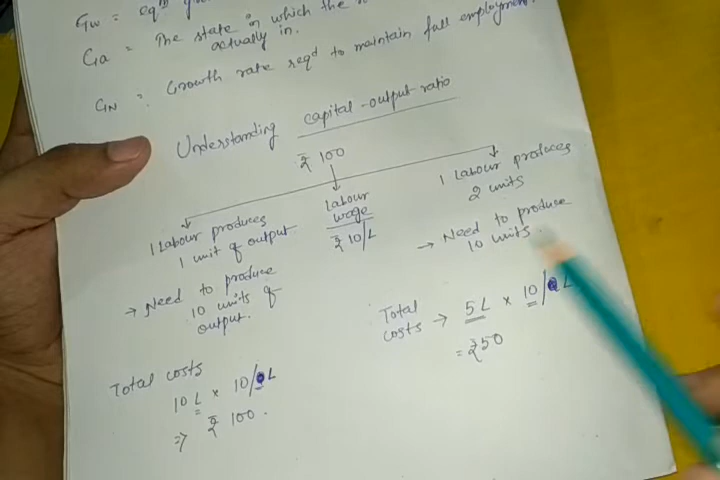 Gw = eqm
Ga = The state in which the
actually in.
GN = Growth rate reqd to maintain full employment.
Understanding capital-output-ratio
₹ 100
1 Labour produces
1 unit of output
→ Need to produce
10 units of
output.
Total costs
10 L x 10/L
⇒ ₹ 100.
Labour
wage
₹ 10/L
1 Labour produces
2 units
→ Need to produce
10 units.
Total
costs → 5 L x 10/L
= ₹50